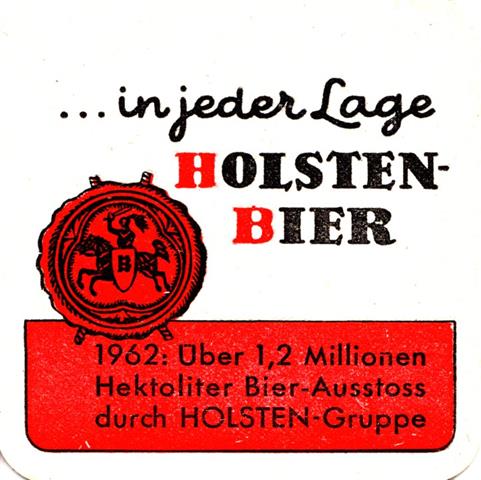 ...in jeder Lage
HOLSTEN-
BIER
B
1962: Über 1,2 Millionen
Hektoliter Bier-Ausstoss
durch HOLSTEN-Gruppe